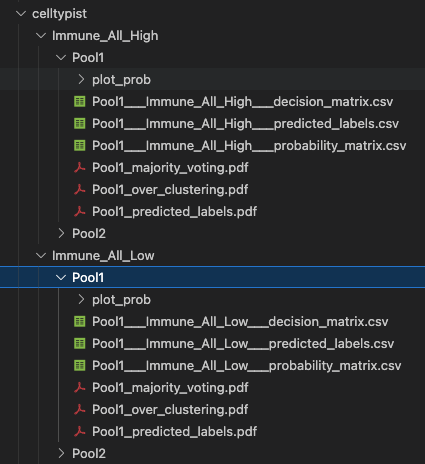 celltypist
Immune_All_High
Pool1
plot_prob
Pool1___Immune_All_High___decision_matrix.csv
Pool1___Immune_All_High___predicted_labels.csv
Pool1___Immune_All_High___probability_matrix.csv
Pool1_majority_voting.pdf
Pool1_over_clustering.pdf
Pool1_predicted_labels.pdf
Pool2
Immune_All_Low
Pool1
plot_prob
Pool1___Immune_All_Low___decision_matrix.csv
Pool1___Immune_All_Low___predicted_labels.csv
Pool1___Immune_All_Low___probability_matrix.csv
Pool1_majority_voting.pdf
Pool1_over_clustering.pdf
Pool1_predicted_labels.pdf
Pool2